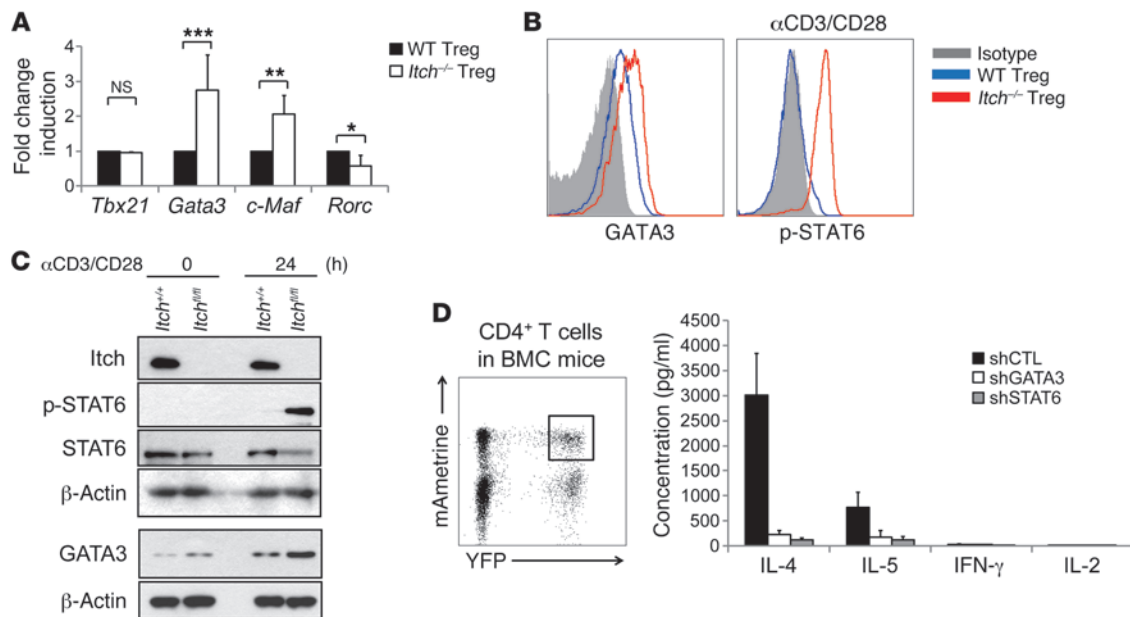 A
Fold change
induction
4
3
2
1
0
NS
***
**
*
Tbx21 Gata3 c-Maf Rorc
WT Treg
Itch–/– Treg
B
αCD3/CD28
GATA3
p-STAT6
Isotype
WT Treg
Itch–/– Treg
C
αCD3/CD28 0 24 (h)
Itch+/+ Itchfl/fl Itch+/+ Itchfl/fl
Itch
p-STAT6
STAT6
β-Actin
GATA3
β-Actin
D
CD4+ T cells
in BMC mice
mAmetrine
YFP
Concentration (pg/ml)
4500
4000
3500
3000
2500
2000
1500
1000
500
0
IL-4 IL-5 IFN-γ IL-2
shCTL
shGATA3
shSTAT6